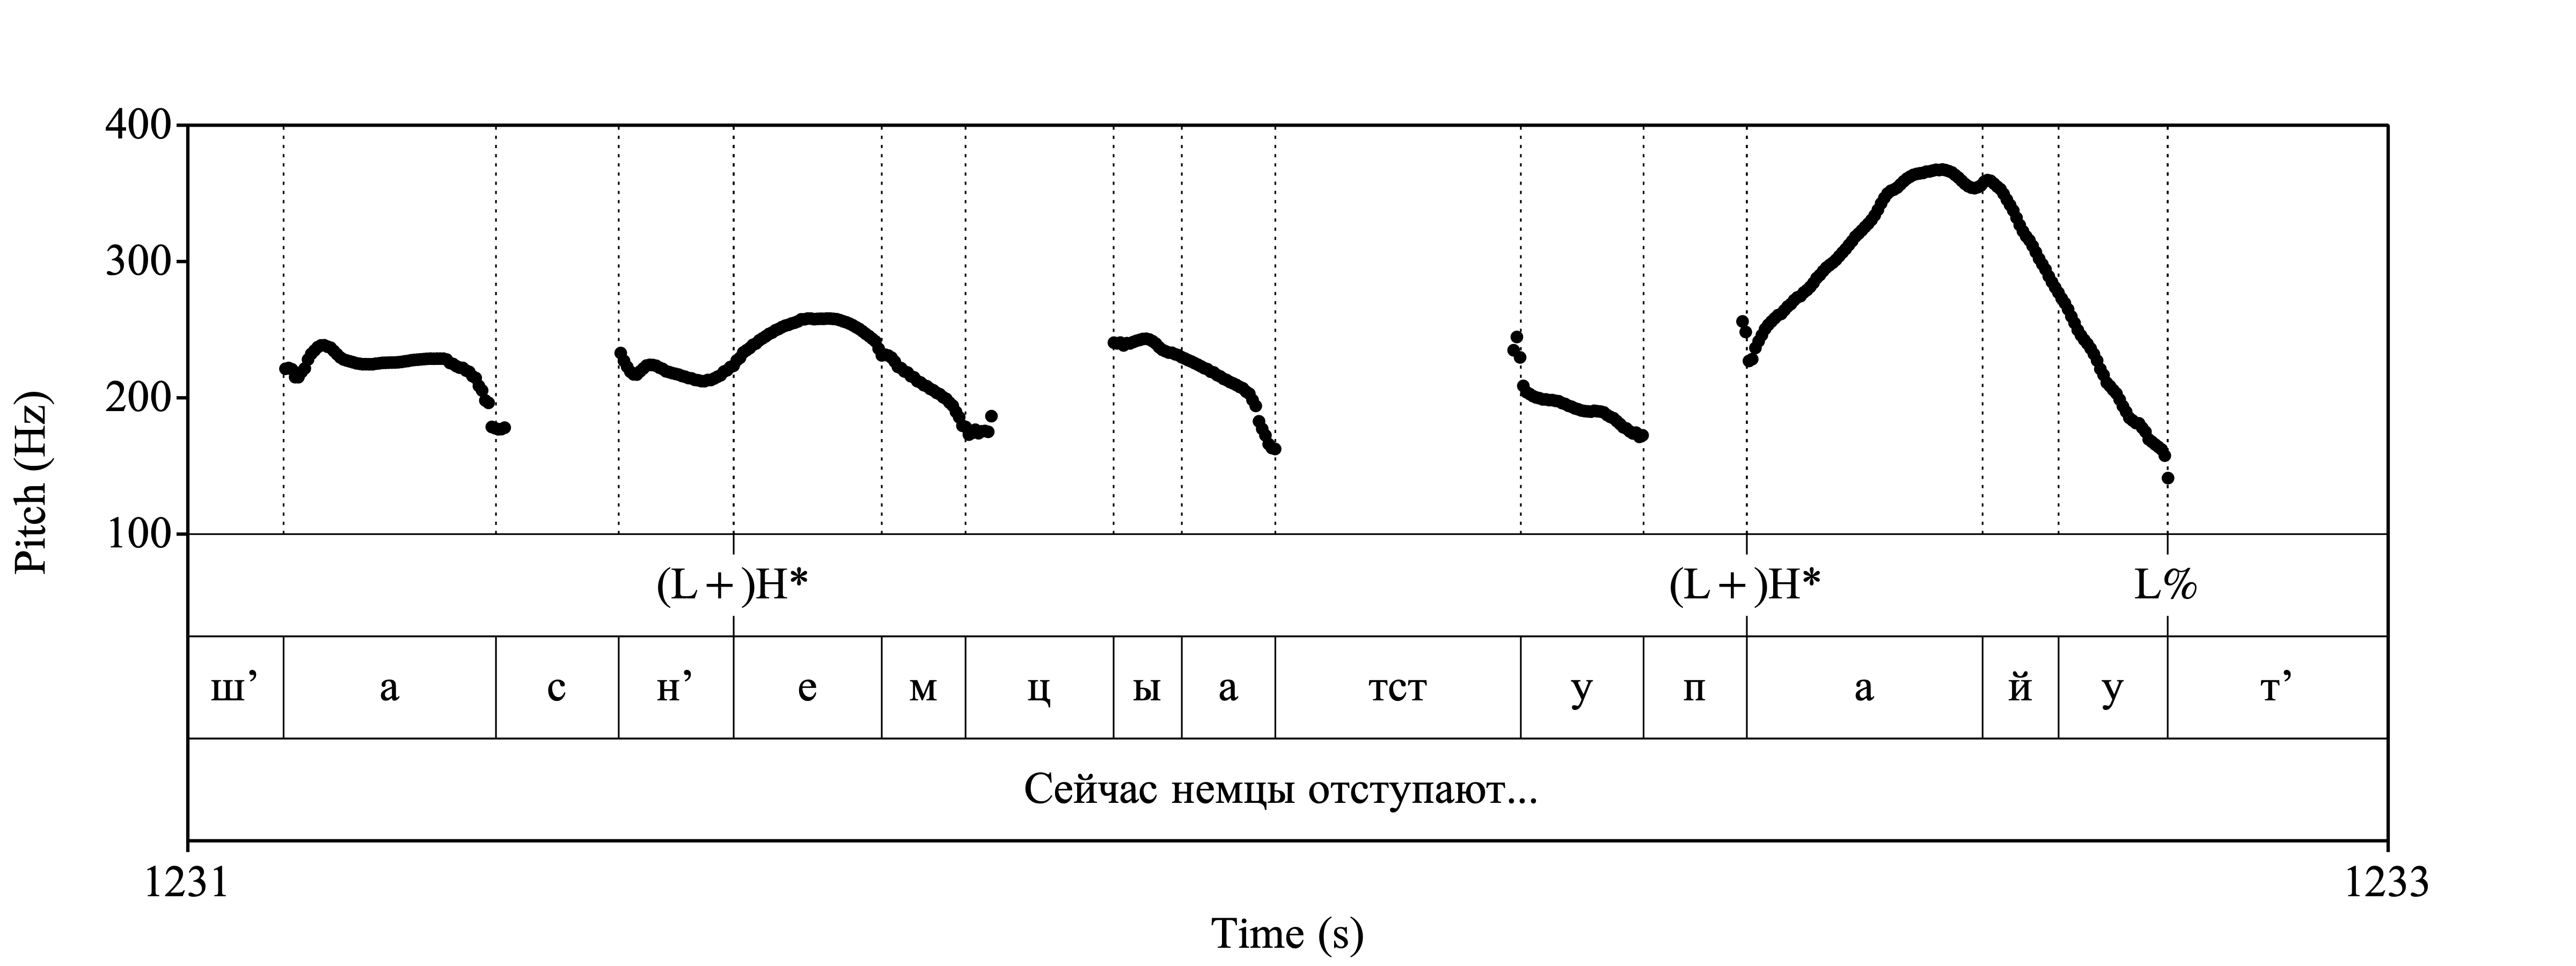 400
300
200
100
Pitch (Hz)
(L+)H* (L+)H* L%
ш’ а с н’ е м ц ы а тст у п а й у т’
Сейчас немцы отступают...
1231 1233
Time (s)